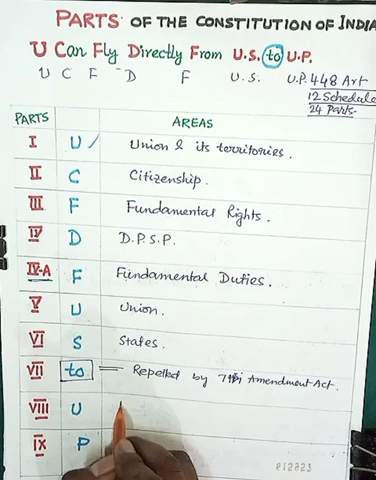 PARTS OF THE CONSTITUTION OF INDIA
U Can Fly Directly From U.S. to U.P.
U C F D F U.S. U.P. 448 Art
12 Schedule
24 Parts
PARTS AREAS
I U Union & its territories.
II C Citizenship.
III F Fundamental Rights.
IV D D.P.S.P.
IV-A F Fundamental Duties.
V U Union.
VI S States.
VII to Repelled by 7th Amendment Act.
VIII U
IX P